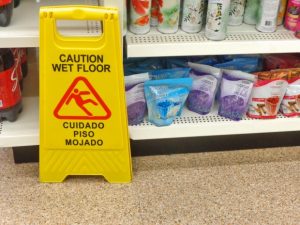 CAUTION
WET FLOOR
CUIDADO
PISO
MOJADO